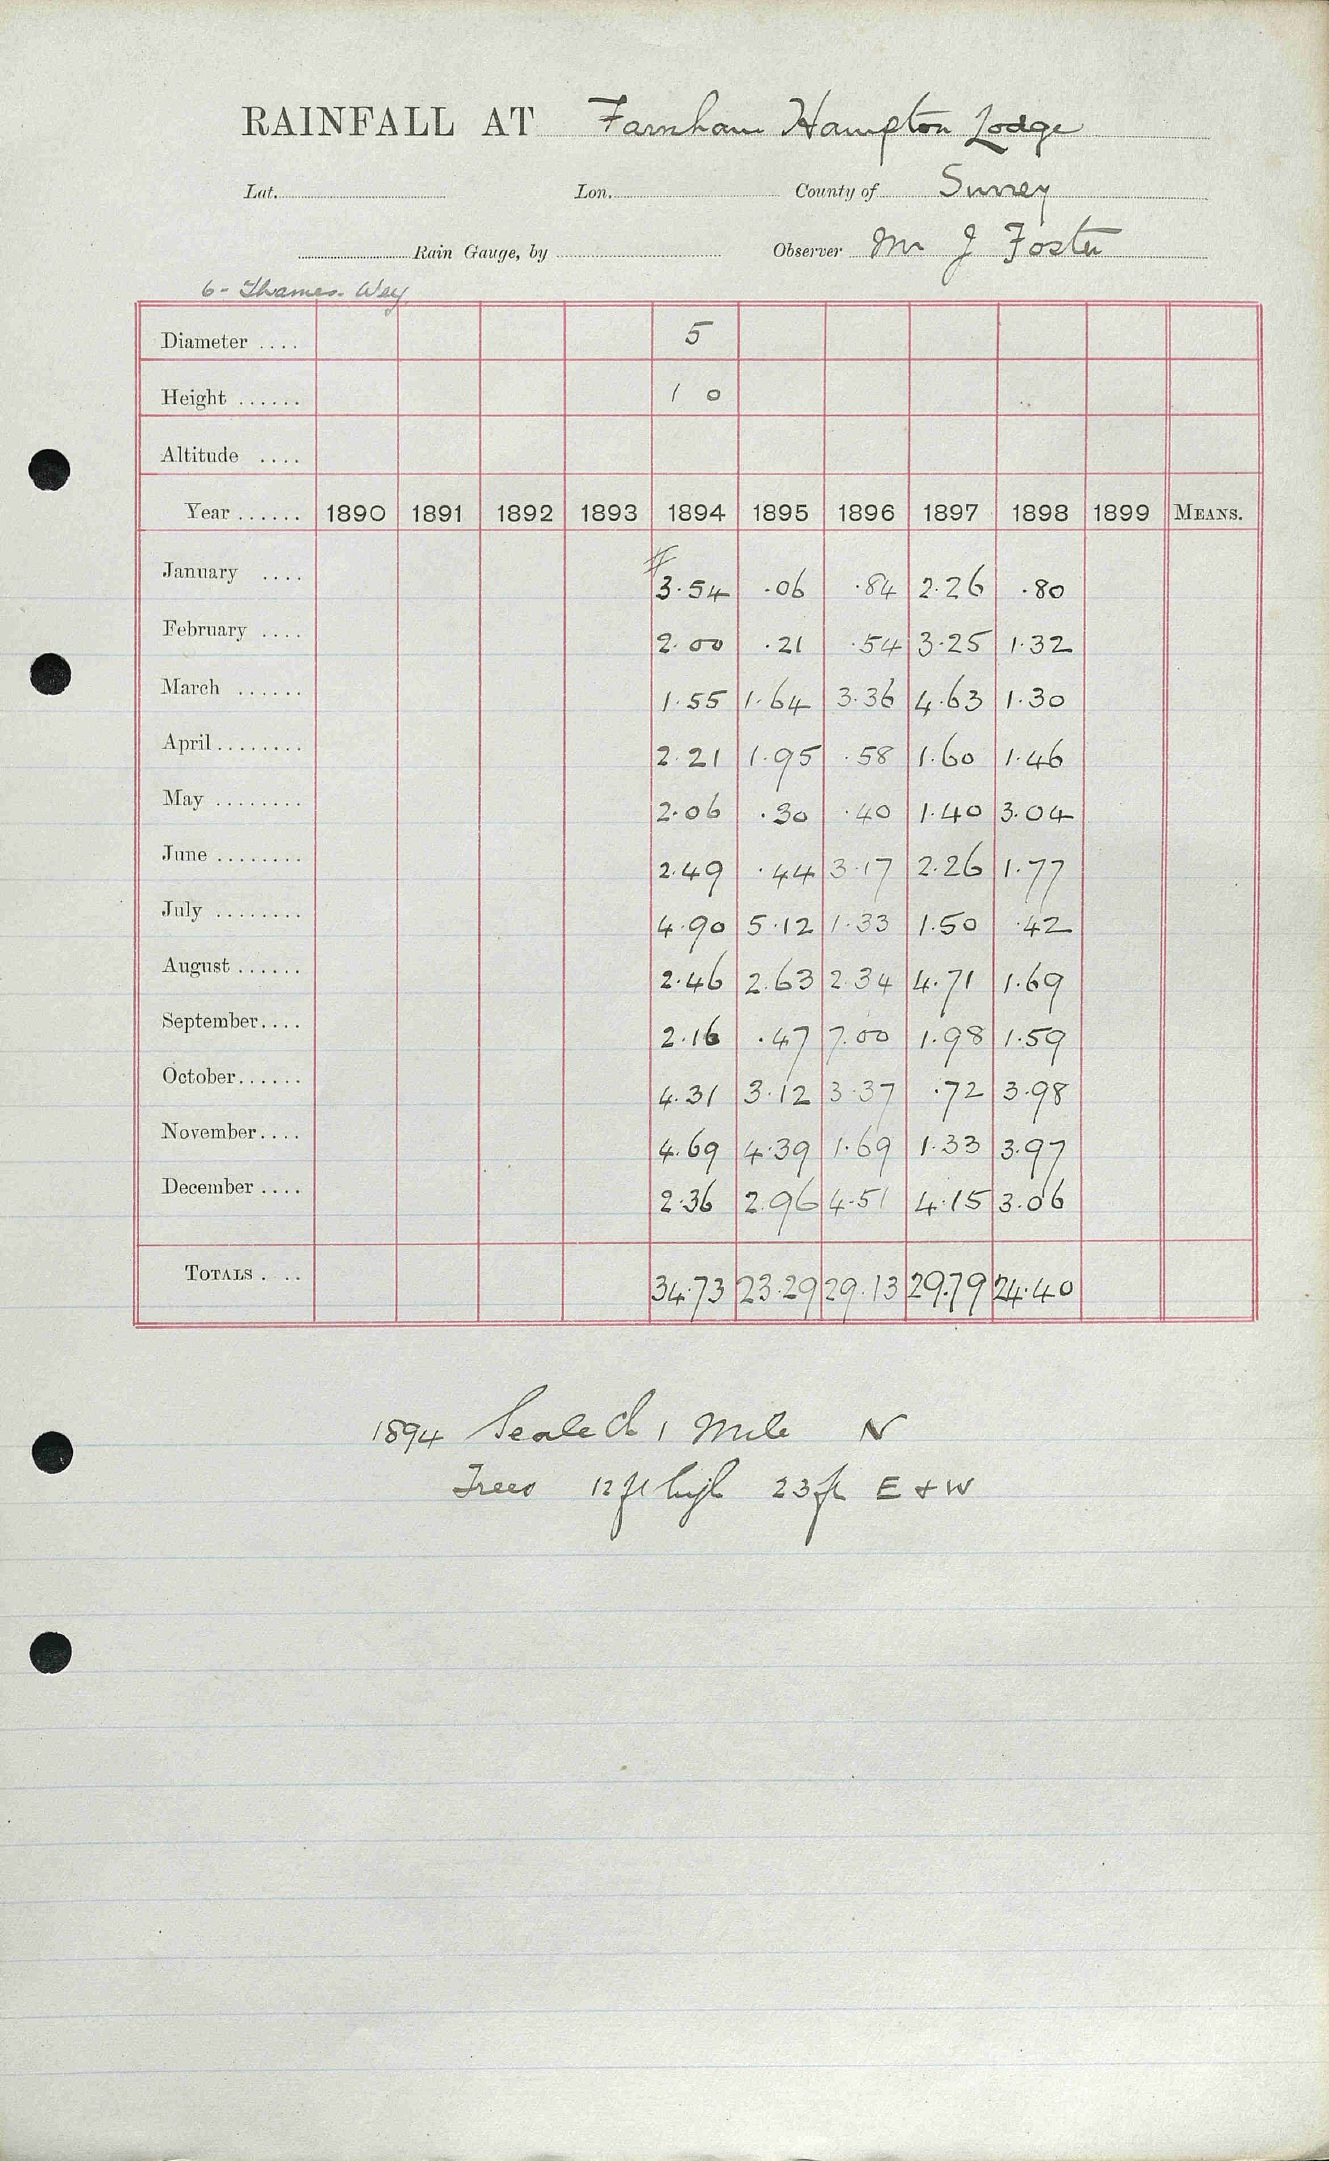 RAINFALL AT Farnham Hampton Lodge
Lat. Lon. County of Surrey
Rain Gauge, by Observer Mr J Foster
6 - Thames - Wey
Diameter .... 5
Height ...... 1 0
Altitude ....
Year ...... 1890 1891 1892 1893 1894 1895 1896 1897 1898 1899 MEANS.
January .... # 3.54 .06 .84 2.26 .80
February .... 2.00 .21 .54 3.25 1.32
March ...... 1.55 1.64 3.36 4.63 1.30
April ........ 2.21 1.95 .58 1.60 1.46
May ........ 2.06 .30 .40 1.40 3.04
June ........ 2.49 .44 3.17 2.26 1.77
July ........ 4.90 5.12 1.33 1.50 .42
August ...... 2.46 2.63 2.34 4.71 1.69
September.... 2.16 .47 7.00 1.98 1.59
October...... 4.31 3.12 3.37 .72 3.98
November.... 4.69 4.39 1.69 1.33 3.97
December .... 2.36 2.96 4.51 4.15 3.06
TOTALS . .. 34.73 23.29 29.13 29.79 24.40
1894 Seale Ch 1 Mile N
Trees 12 ft high 23 ft E & W